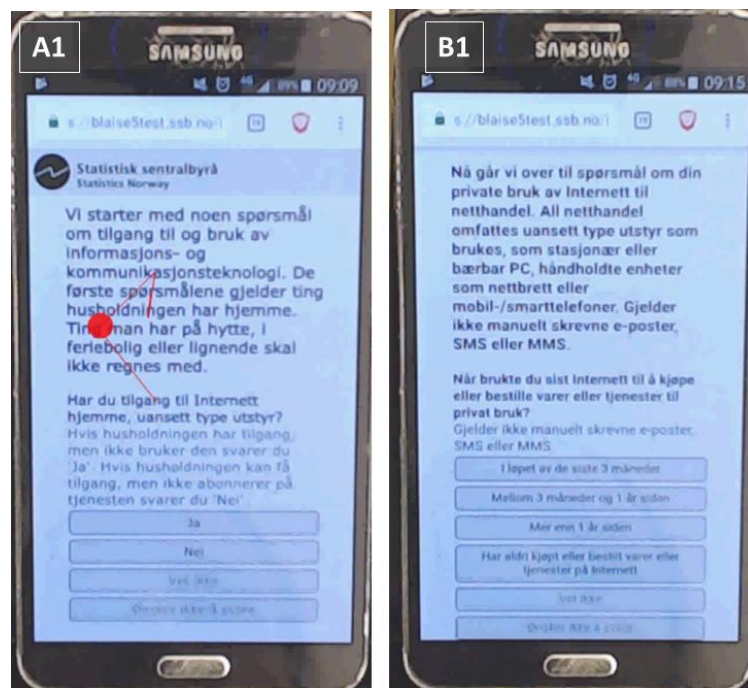 A1
SAMSUNG
4G 89% 09:09
s://blaise5test.ssb.no/i
Statistisk sentralbyrå
Statistics Norway
Vi starter med noen spørsmål
om tilgang til og bruk av
informasjons- og
kommunikasjonsteknologi. De
første spørsmålene gjelder ting
husholdningen har hjemme.
Ting man har på hytte, i
feriebolig eller lignende skal
ikke regnes med.
Har du tilgang til Internett
hjemme, uansett type utstyr?
Hvis husholdningen har tilgang,
men ikke bruker den svarer du
'Ja'. Hvis husholdningen kan få
tilgang, men ikke abonnerer på
tjenesten svarer du 'Nei'.
Ja
Nei
Vet ikke
Ønsker ikke å svare
B1
SAMSUNG
4G 09:15
s://blaise5test.ssb.no/i
Nå går vi over til spørsmål om din
private bruk av Internett til
netthandel. All netthandel
omfattes uansett type utstyr som
brukes, som stasjonær eller
bærbar PC, håndholdte enheter
som nettbrett eller
mobil-/smarttelefoner. Gjelder
ikke manuelt skrevne e-poster,
SMS eller MMS.
Når brukte du sist Internett til å kjøpe
eller bestille varer eller tjenester til
privat bruk?
Gjelder ikke manuelt skrevne e-poster,
SMS eller MMS
I løpet av de siste 3 måneder
Mellom 3 måneder og 1 år siden
Mer enn 1 år siden
Har aldri kjøpt eller bestilt varer eller
tjenester på Internett
Vet ikke
Ønsker ikke å svare